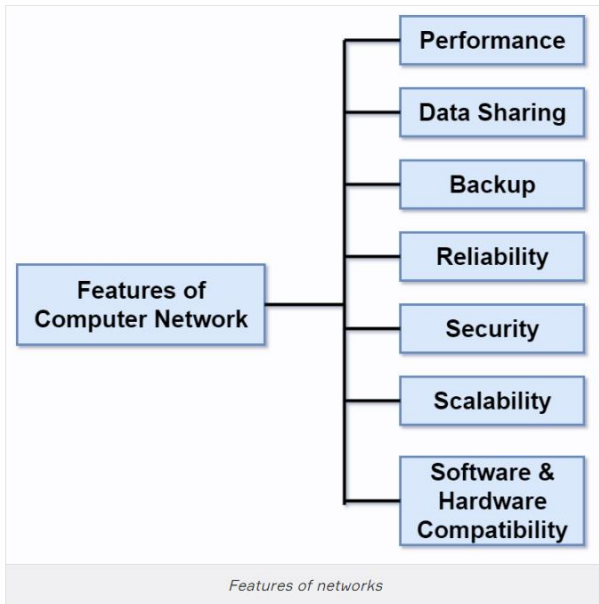 Performance
Data Sharing
Backup
Reliability
Features of
Computer Network
Security
Scalability
Software &
Hardware
Compatibility
Features of networks